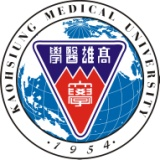 KAOHSIUNG MEDICAL UNIVERSITY
學醫雄高
· 1954 ·